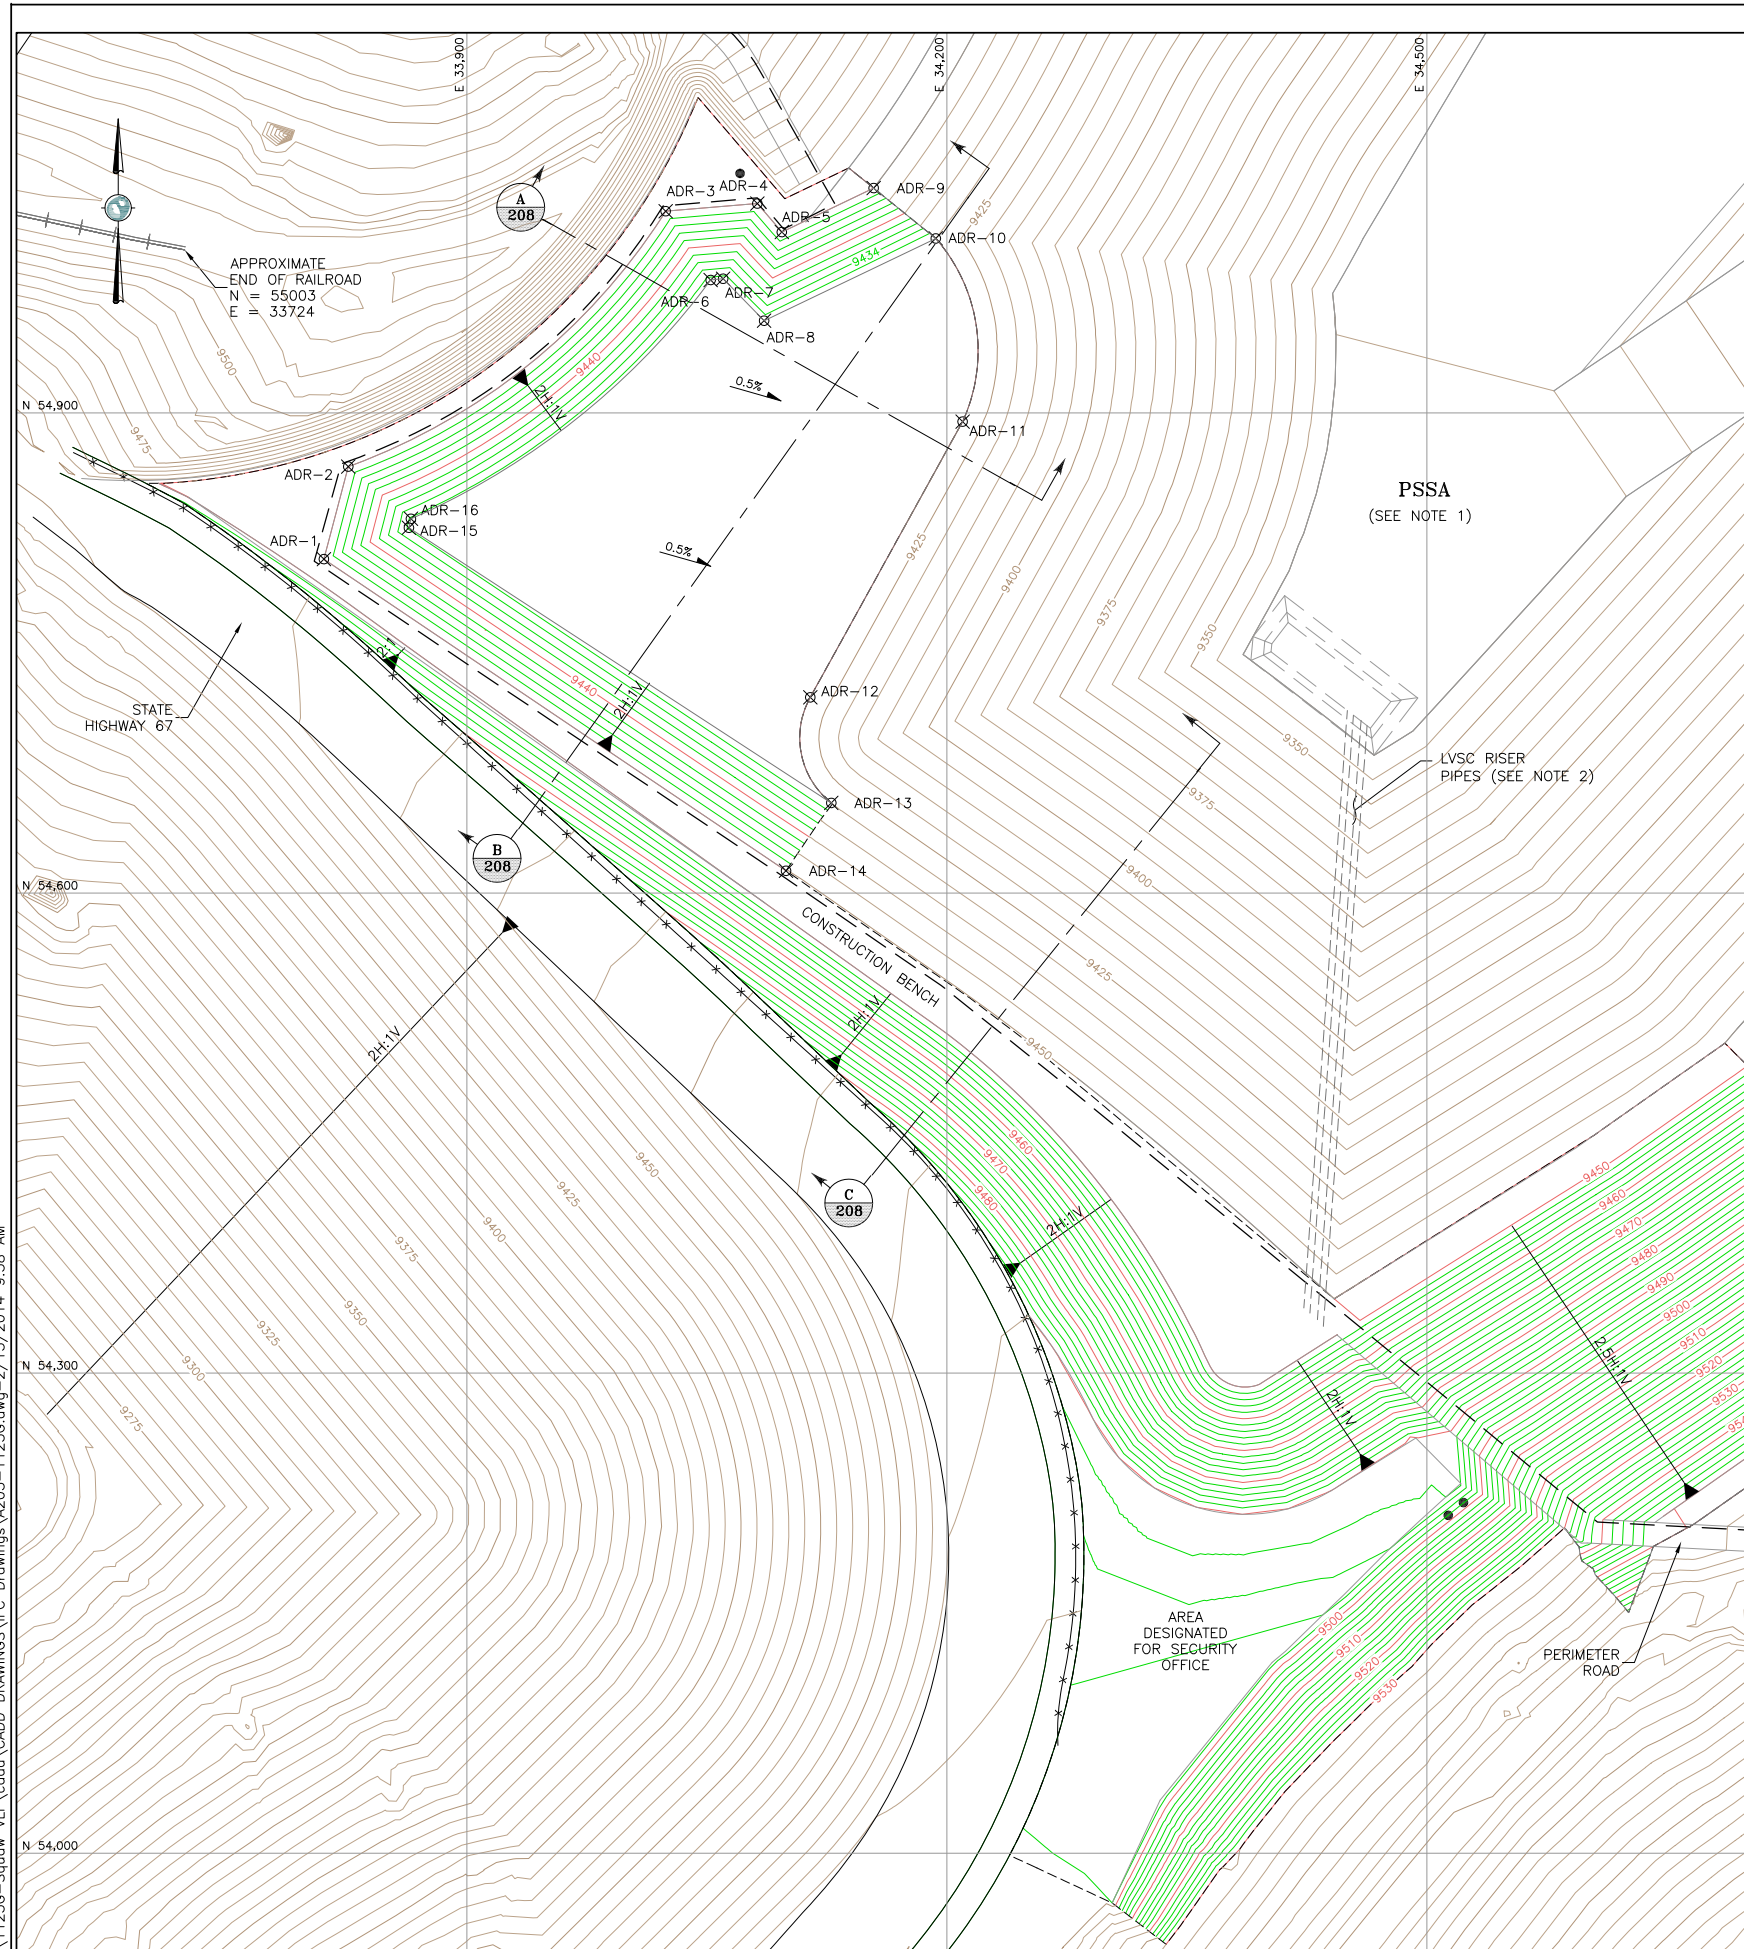 E 33,900
E 34,200
E 34,500
A
208
ADR-3
ADR-4
ADR-5
ADR-9
9425
ADR-10
9434
APPROXIMATE
END OF RAILROAD
N = 55003
E = 33724
ADR-6
ADR-7
ADR-8
9500
9440
2H:1V
0.5%
N 54,900
9475
ADR-11
ADR-2
PSSA
(SEE NOTE 1)
ADR-16
ADR-15
ADR-1
0.5%
9425
9400
9375
9350
2:1
9440
2H:1V
ADR-12
STATE
HIGHWAY 67
9350
LVSC RISER
PIPES (SEE NOTE 2)
9375
ADR-13
B
208
ADR-14
9400
N 54,600
CONSTRUCTION BENCH
9425
2H:1V
2H:1V
9450
9460
9470
9480
9450
9425
9400
9375
9350
9325
9300
9275
C
208
2H:1V
9450
9460
9470
9480
9490
9500
9510
9520
9530
2.5H:1V
N 54,300
2H:1V
AREA
DESIGNATED
FOR SECURITY
OFFICE
9500
9510
9520
9530
PERIMETER
ROAD
N 54,000